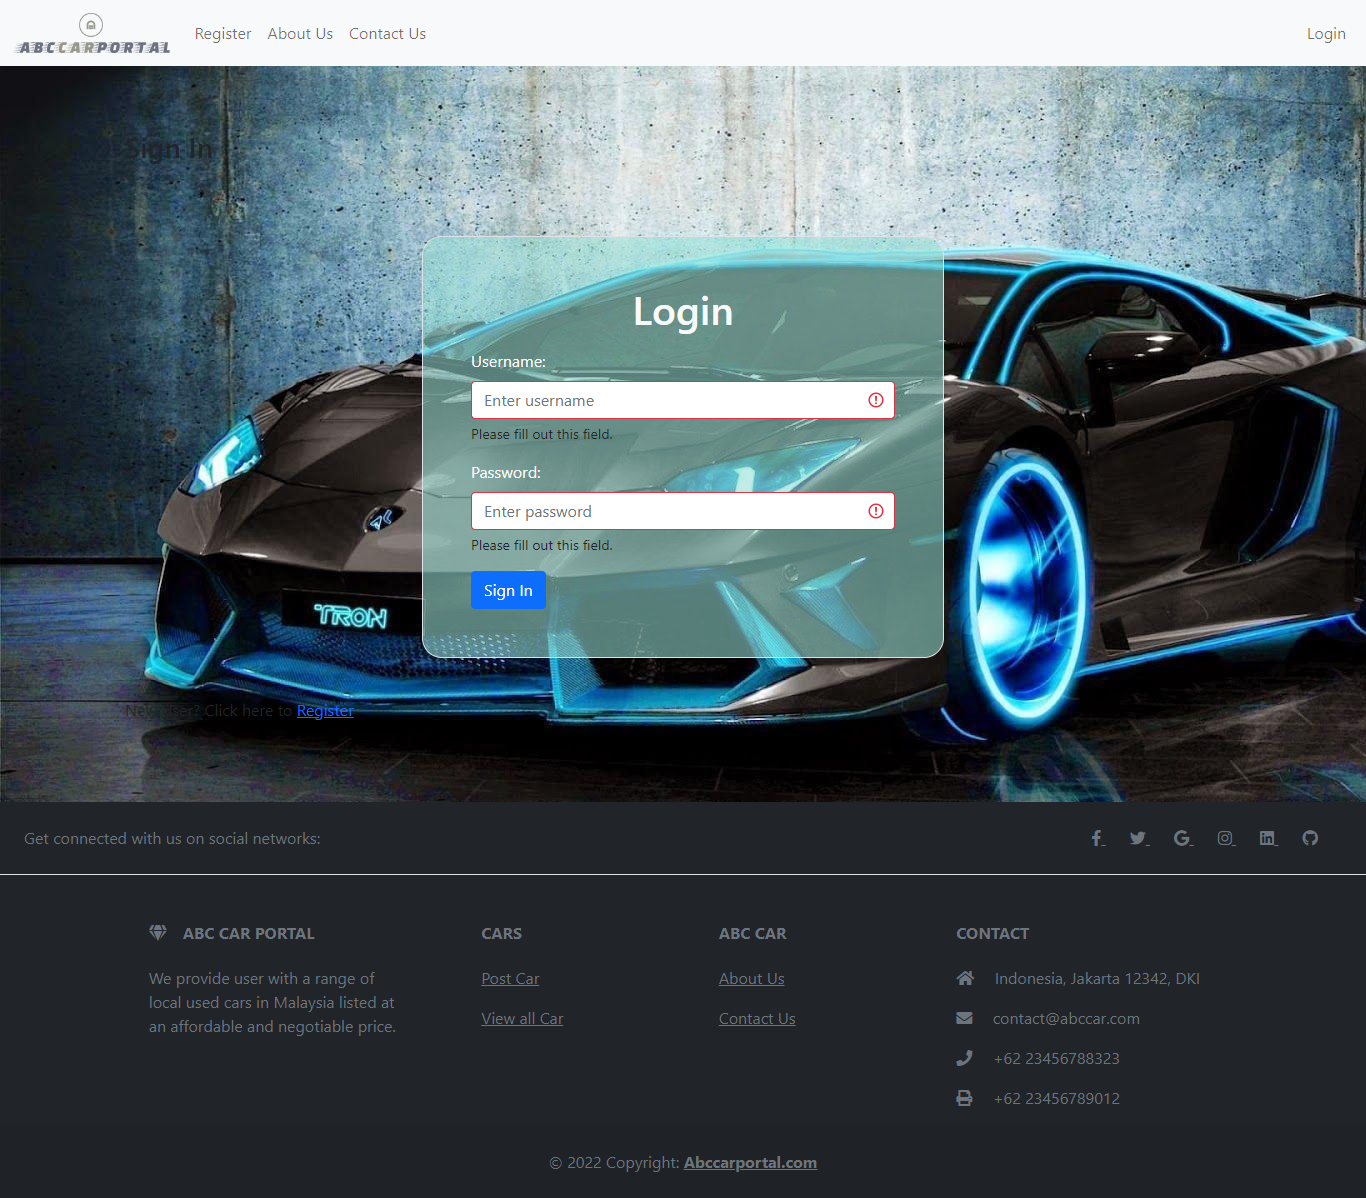 ABCCARPORTAL
Register About Us Contact Us
Login
Sign In
Login
Username:
Enter username
Please fill out this field.
Password:
Enter password
Please fill out this field.
Sign In
TRON
New user? Click here to Register
Get connected with us on social networks:
ABC CAR PORTAL
We provide user with a range of
local used cars in Malaysia listed at
an affordable and negotiable price.
CARS
Post Car
View all Car
ABC CAR
About Us
Contact Us
CONTACT
Indonesia, Jakarta 12342, DKI
contact@abccar.com
+62 23456788323
+62 23456789012
© 2022 Copyright: Abccarportal.com